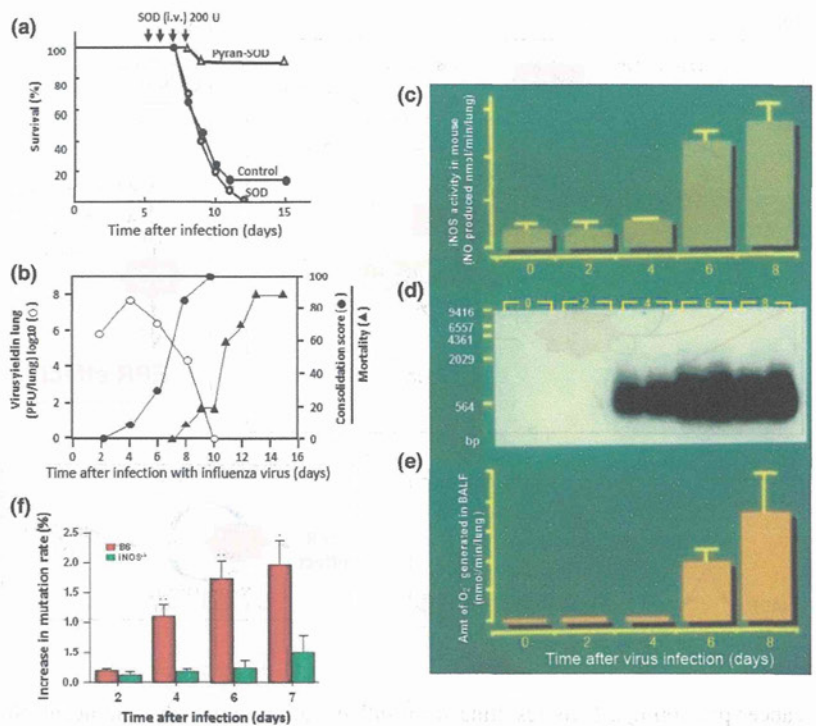 (a)
SOD (i.v.) 200 U
100
80
60
40
20
Survival (%)
Pyran-SOD
Control
SOD
0
5
10
15
Time after infection (days)
(b)
8
6
4
2
0
Virusyieldin lung
(PFU/lung) log10 (○)
100
80
60
40
20
0
Consolidation score (●)
Mortality (▲)
0 2 4 6 8 10 12 14 16
Time after infection with influenza virus (days)
(f)
2.5
2.0
1.5
1.0
1.5
0.0
Increase in mutation rate (%)
B6
iNOS-/-
** ** *
2 4 6 7
Time after infection (days)
(c)
iNOS activity in mouse
(NO produced nmol/min/lung)
0 2 4 6 8
(d)
0 2 4 6 8
9416
6557
4361
2029
564
bp
(e)
Amt of O2- generated in BALF
(nmol/min/lung)
0 2 4 6 8
Time after virus infection (days)